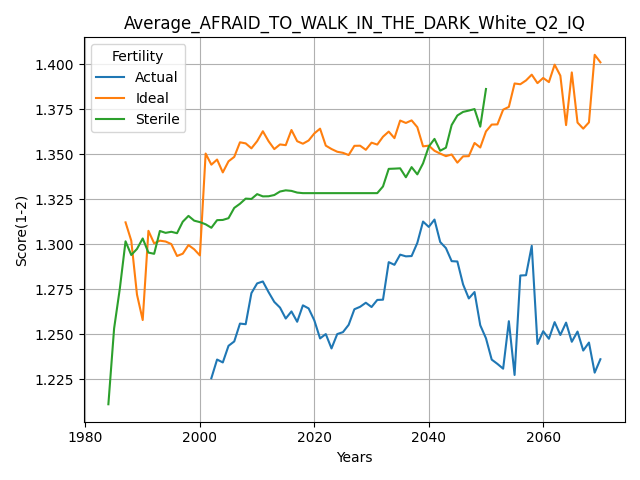 Average_AFRAID_TO_WALK_IN_THE_DARK_White_Q2_IQ
Fertility
Actual
Ideal
Sterile
Score(1-2)
1.400
1.375
1.350
1.325
1.300
1.275
1.250
1.225
1980
2000
2020
2040
2060
Years